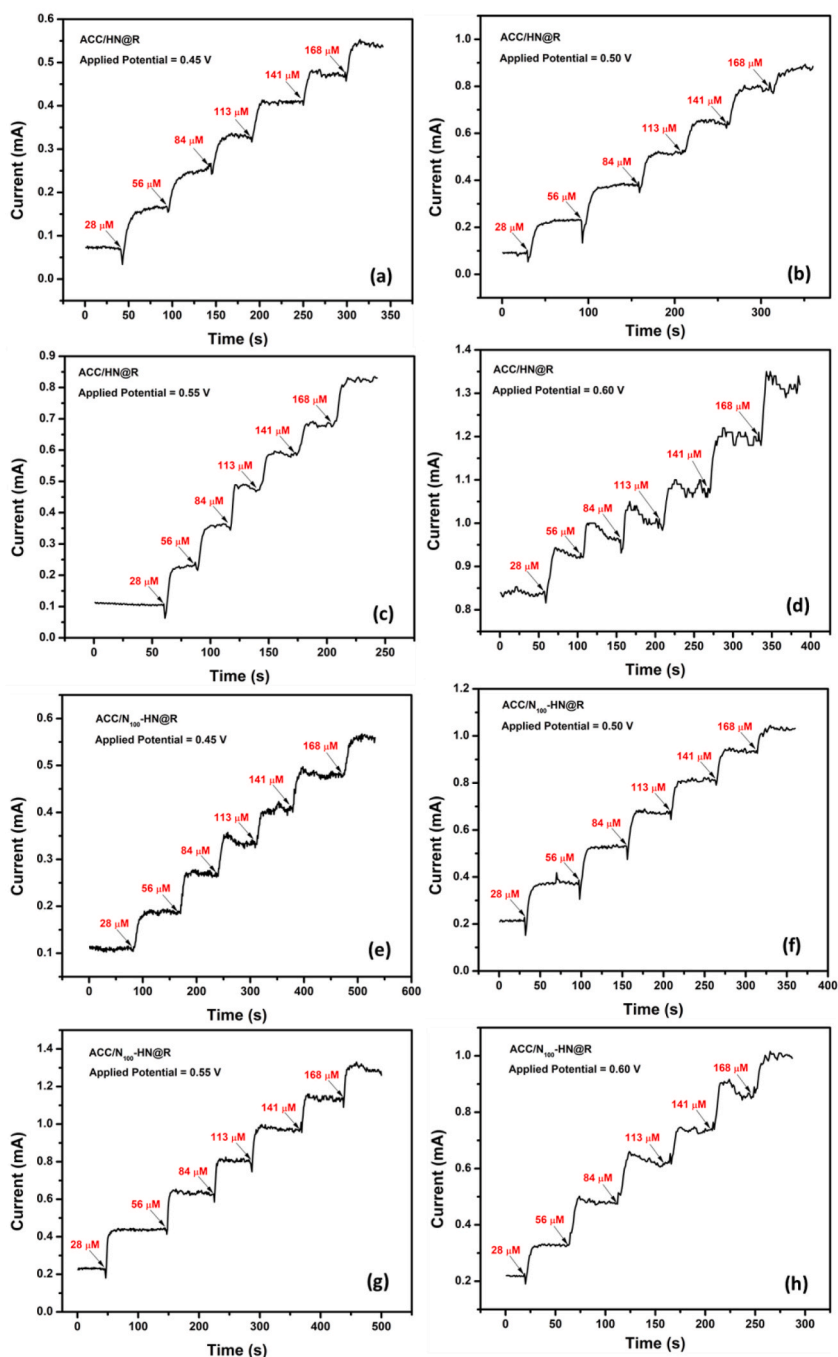 ACC/HN@R
Applied Potential = 0.45 V
28 μM
56 μM
84 μM
113 μM
141 μM
168 μM
(a)
Current (mA)
0.6
0.5
0.4
0.3
0.2
0.1
0.0
0 50 100 150 200 250 300 350
Time (s)
ACC/HN@R
Applied Potential = 0.50 V
28 μM
56 μM
84 μM
113 μM
141 μM
168 μM
(b)
Current (mA)
1.0
0.8
0.6
0.4
0.2
0.0
0 100 200 300
Time (s)
ACC/HN@R
Applied Potential = 0.55 V
28 μM
56 μM
84 μM
113 μM
141 μM
168 μM
(c)
Current (mA)
0.9
0.8
0.7
0.6
0.5
0.4
0.3
0.2
0.1
0.0
0 50 100 150 200 250
Time (s)
ACC/HN@R
Applied Potential = 0.60 V
28 μM
56 μM
84 μM
113 μM
141 μM
168 μM
(d)
Current (mA)
1.4
1.3
1.2
1.1
1.0
0.9
0.8
0 50 100 150 200 250 300 350 400
Time (s)
ACC/N₁₀₀-HN@R
Applied Potential = 0.45 V
28 μM
56 μM
84 μM
113 μM
141 μM
168 μM
(e)
Current (mA)
0.6
0.5
0.4
0.3
0.2
0.1
0 100 200 300 400 500 600
Time (s)
ACC/N₁₀₀-HN@R
Applied Potential = 0.50 V
28 μM
56 μM
84 μM
113 μM
141 μM
168 μM
(f)
Current (mA)
1.2
1.0
0.8
0.6
0.4
0.2
0.0
0 50 100 150 200 250 300 350 400
Time (s)
ACC/N₁₀₀-HN@R
Applied Potential = 0.55 V
28 μM
56 μM
84 μM
113 μM
141 μM
168 μM
(g)
Current (mA)
1.4
1.2
1.0
0.8
0.6
0.4
0.2
0.0
0 100 200 300 400 500
Time (s)
ACC/N₁₀₀-HN@R
Applied Potential = 0.60 V
28 μM
56 μM
84 μM
113 μM
141 μM
168 μM
(h)
Current (mA)
1.0
0.8
0.6
0.4
0.2
0 50 100 150 200 250 300
Time (s)